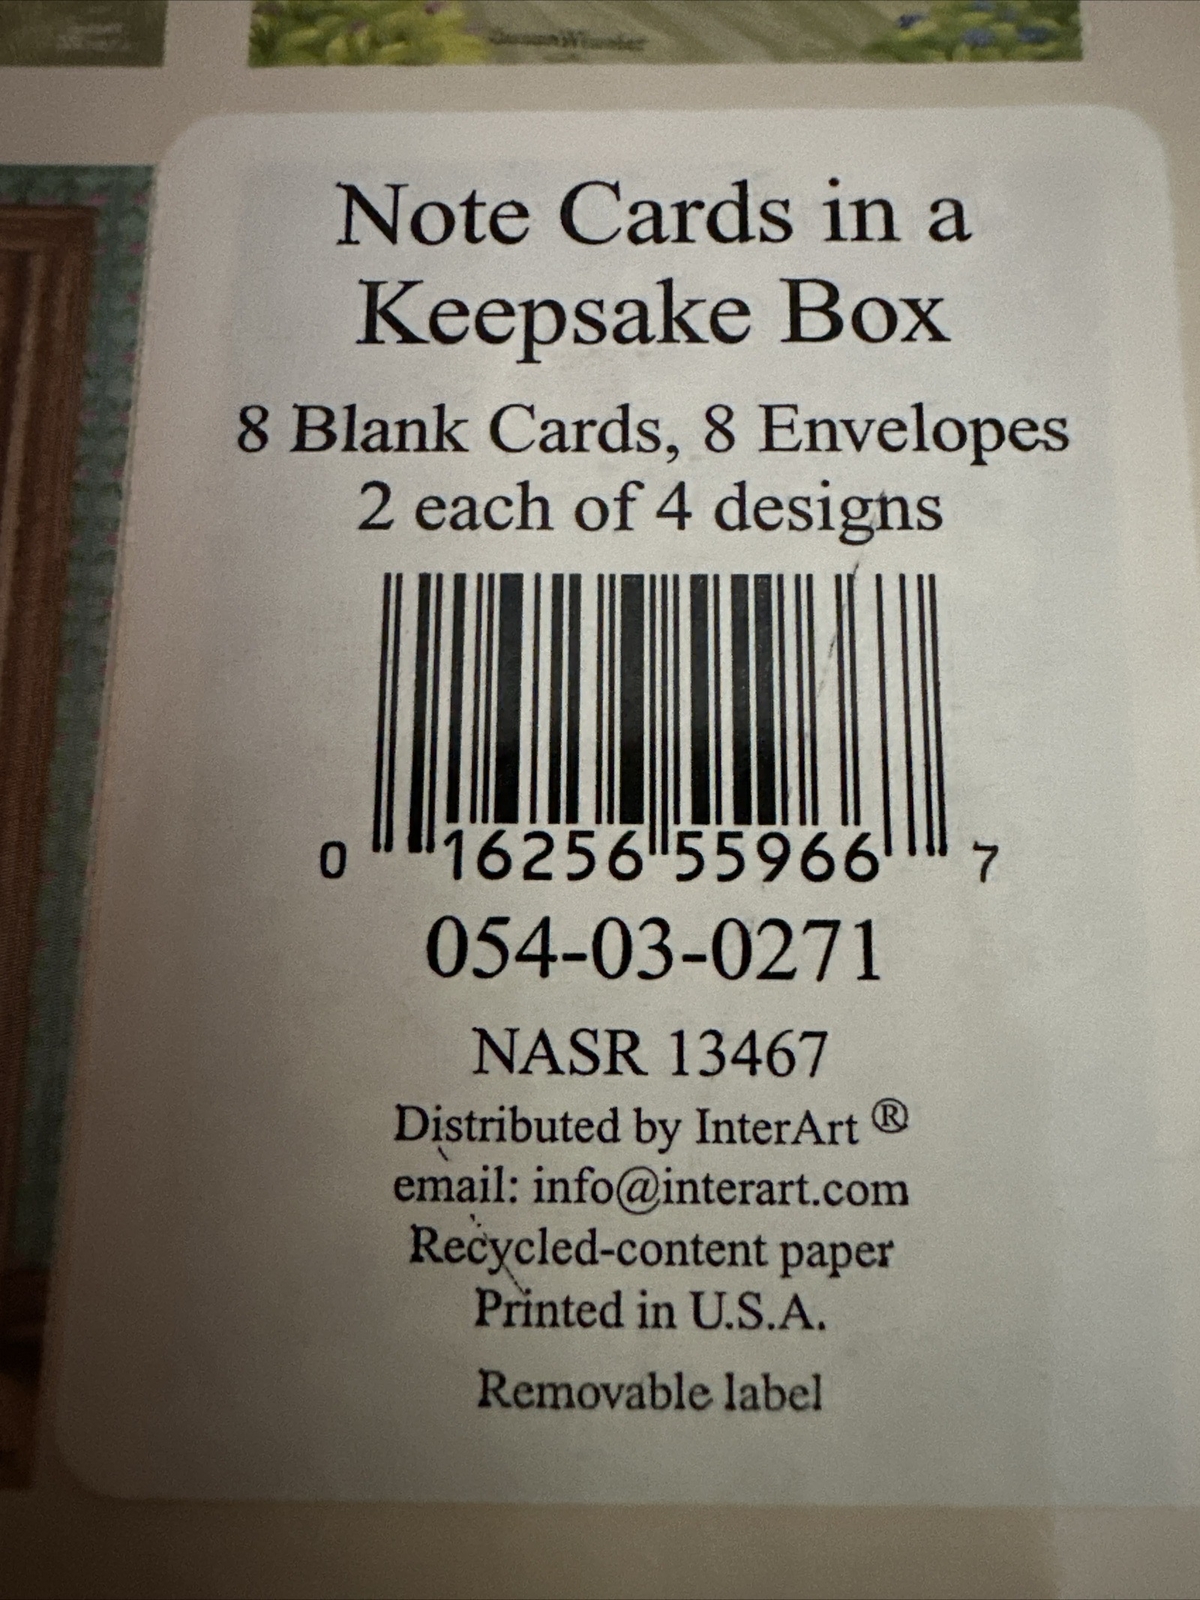 Susan Wheeler
Note Cards in a
Keepsake Box
8 Blank Cards, 8 Envelopes
2 each of 4 designs
0 16256 55966 7
054-03-0271
NASR 13467
Distributed by InterArt ®
email: info@interart.com
Recycled-content paper
Printed in U.S.A.
Removable label